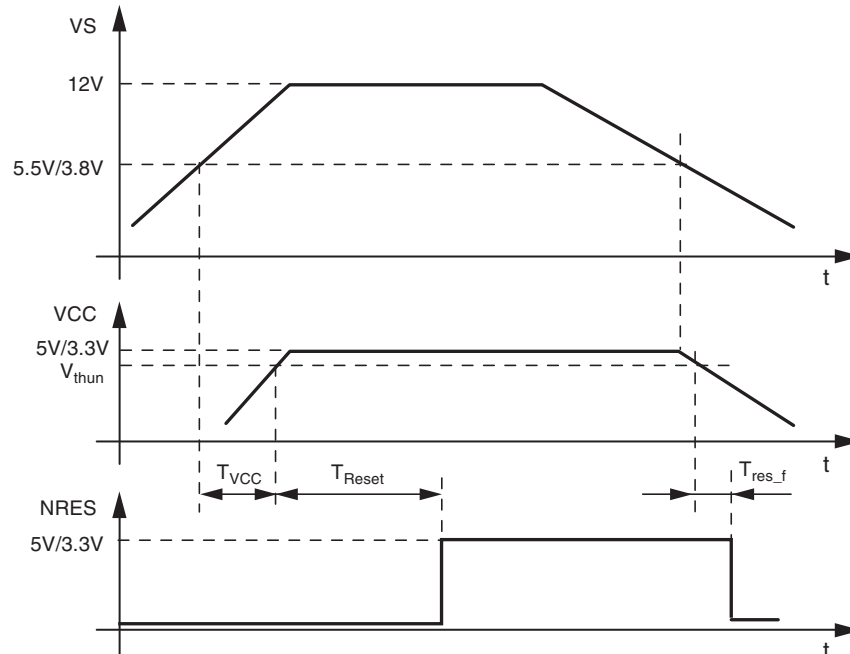 VS
12V
5.5V/3.8V
t
VCC
5V/3.3V
Vthun
t
TVCC
TReset
Tres_f
NRES
5V/3.3V
t